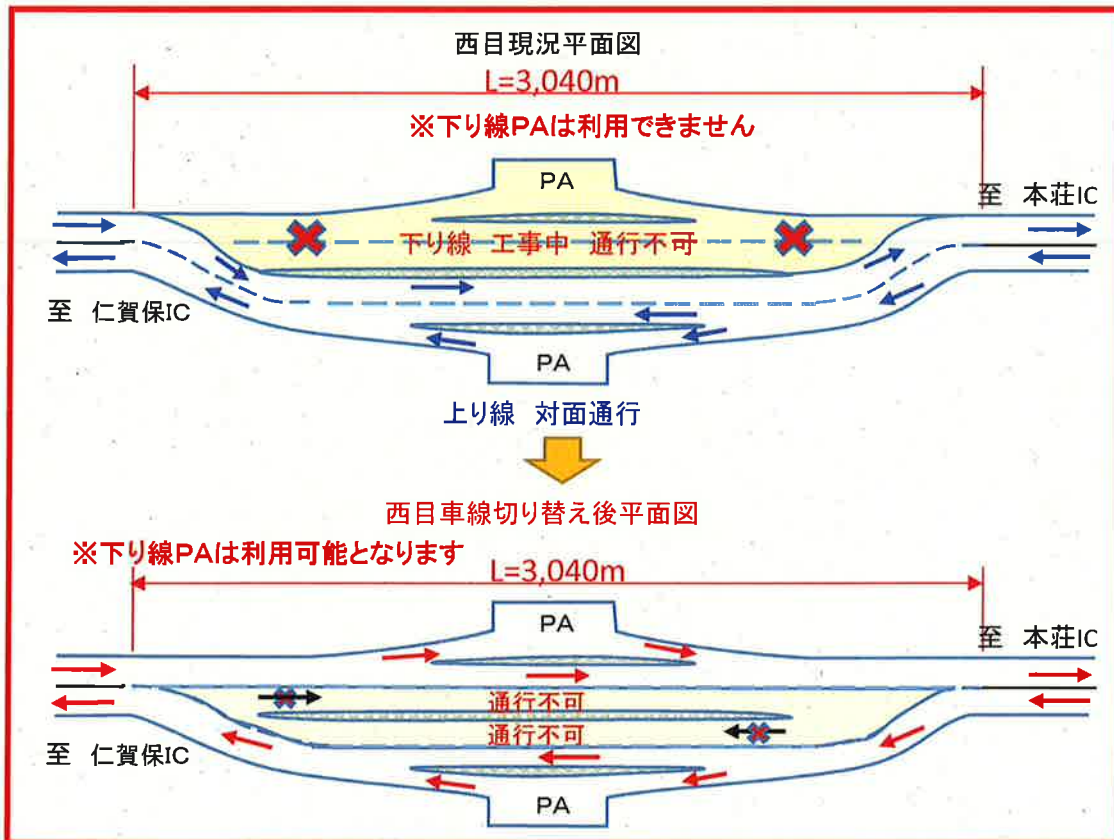 西目現況平面図
L=3,040m
※下り線PAは利用できません
PA
至 本荘IC
下り線 工事中 通行不可
至 仁賀保IC
PA
上り線 対面通行
西目車線切り替え後平面図
※下り線PAは利用可能となります
L=3,040m
PA
至 本荘IC
通行不可
通行不可
至 仁賀保IC
PA